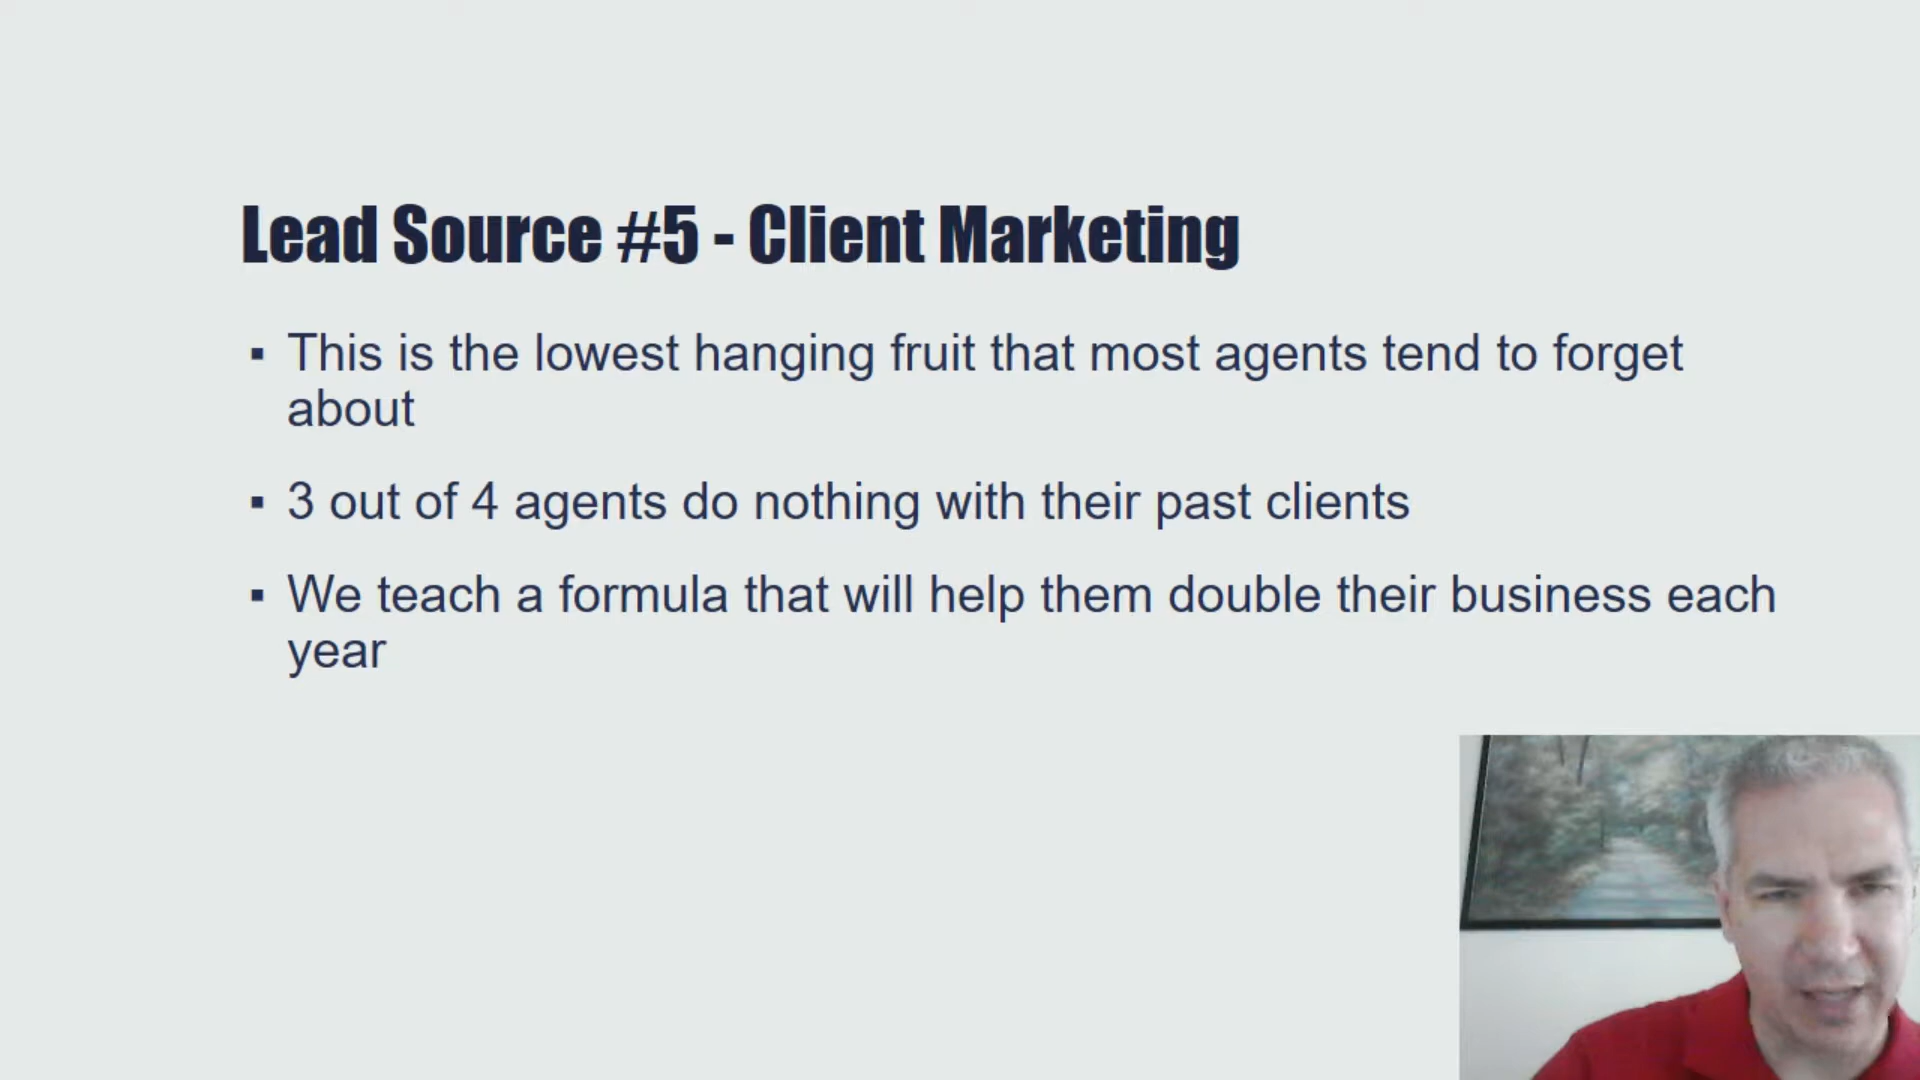 Lead Source #5 - Client Marketing
▪ This is the lowest hanging fruit that most agents tend to forget
about
▪ 3 out of 4 agents do nothing with their past clients
▪ We teach a formula that will help them double their business each
year